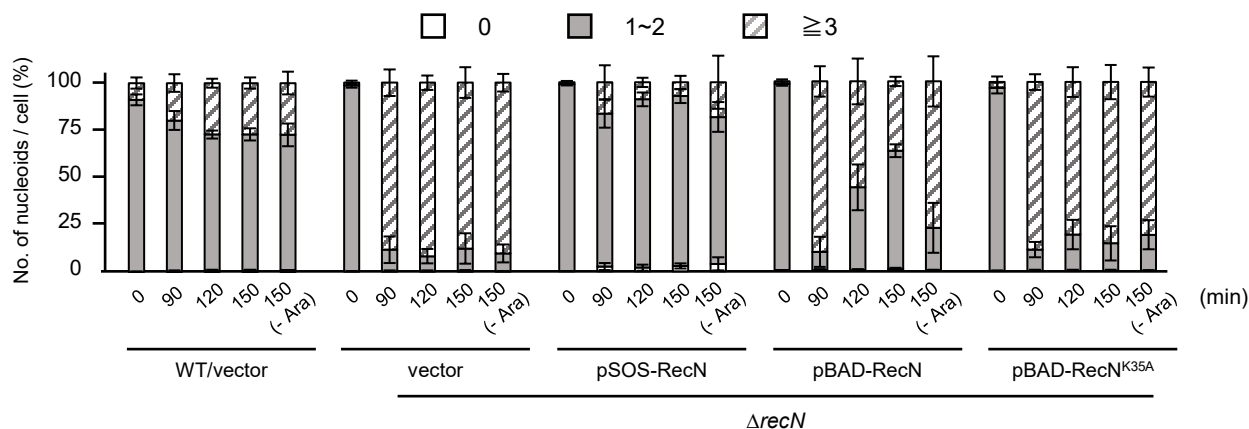 0 1~2 ≧3
No. of nucleoids / cell (%)
100
75
50
25
0
0 90 120 150 150 (- Ara) 0 90 120 150 150 (- Ara) 0 90 120 150 150 (- Ara) 0 90 120 150 150 (- Ara) 0 90 120 150 150 (- Ara) (min)
WT/vector vector pSOS-RecN pBAD-RecN pBAD-RecN^K35A
ΔrecN